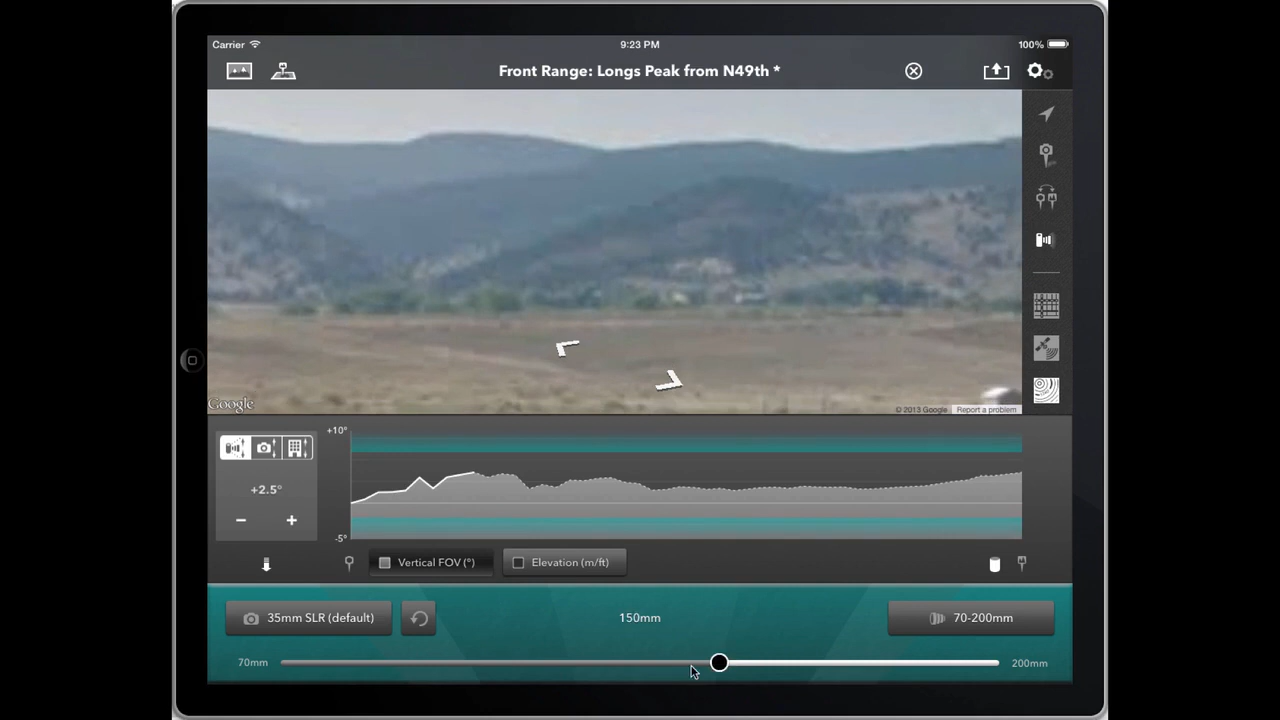 Carrier 9:23 PM 100%
Front Range: Longs Peak from N49th *
Google © 2013 Google Report a problem
+10°
+2.5°
− +
-5°
Vertical FOV (°) Elevation (m/ft)
35mm SLR (default) 150mm 70-200mm
70mm 200mm